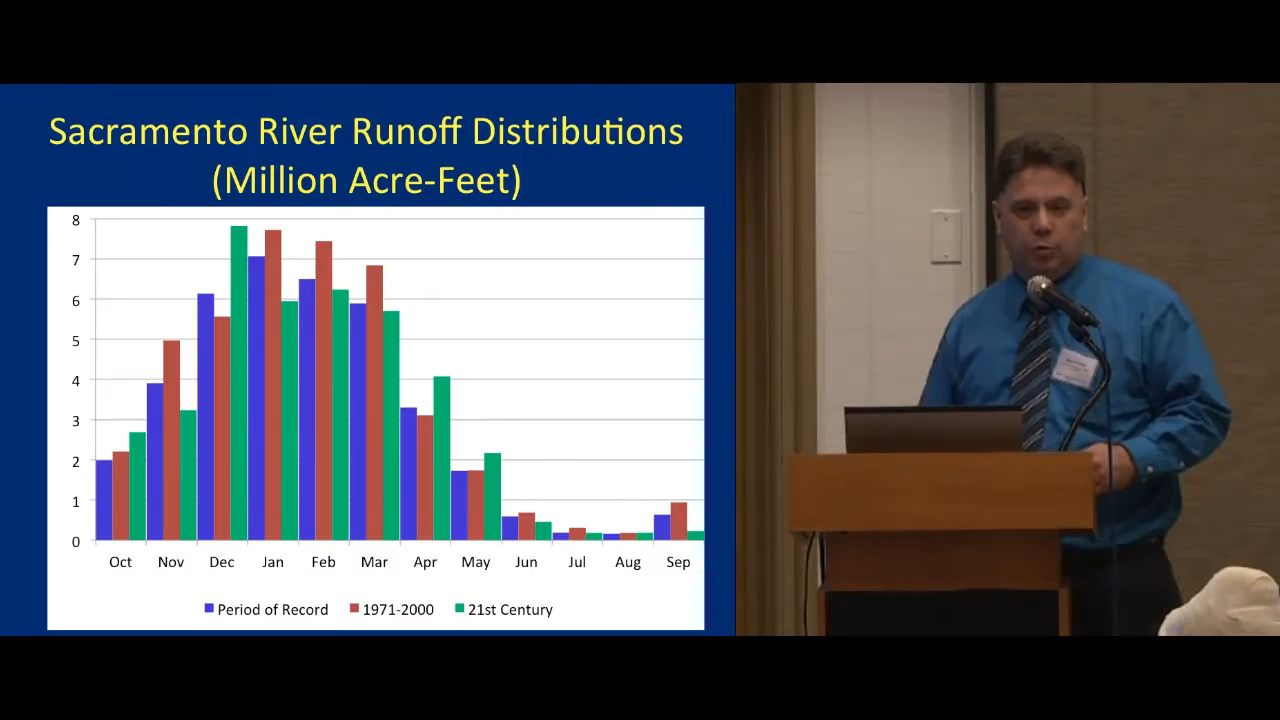 Sacramento River Runoff Distributions
(Million Acre-Feet)
8
7
6
5
4
3
2
1
0
Oct Nov Dec Jan Feb Mar Apr May Jun Jul Aug Sep
Period of Record 1971-2000 21st Century